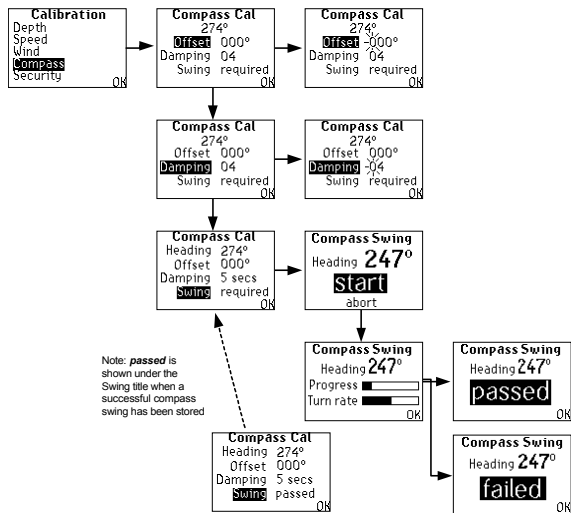 Calibration
Depth
Speed
Wind
Compass
Security
OK
Compass Cal
274°
Offset 000°
Damping 04
Swing required
OK
Compass Cal
274°
Offset -000°
Damping 04
Swing required
OK
Compass Cal
274°
Offset 000°
Damping 04
Swing required
OK
Compass Cal
274°
Offset 000°
Damping -04
Swing required
OK
Compass Cal
Heading 274°
Offset 000°
Damping 5 secs
Swing required
OK
Compass Swing
Heading 247°
start
abort
Note: passed is
shown under the
Swing title when a
successful compass
swing has been stored
Compass Swing
Heading 247°
Progress
Turn rate
OK
Compass Swing
Heading 247°
passed
OK
Compass Cal
Heading 274°
Offset 000°
Damping 5 secs
Swing passed
OK
Compass Swing
Heading 247°
failed
OK